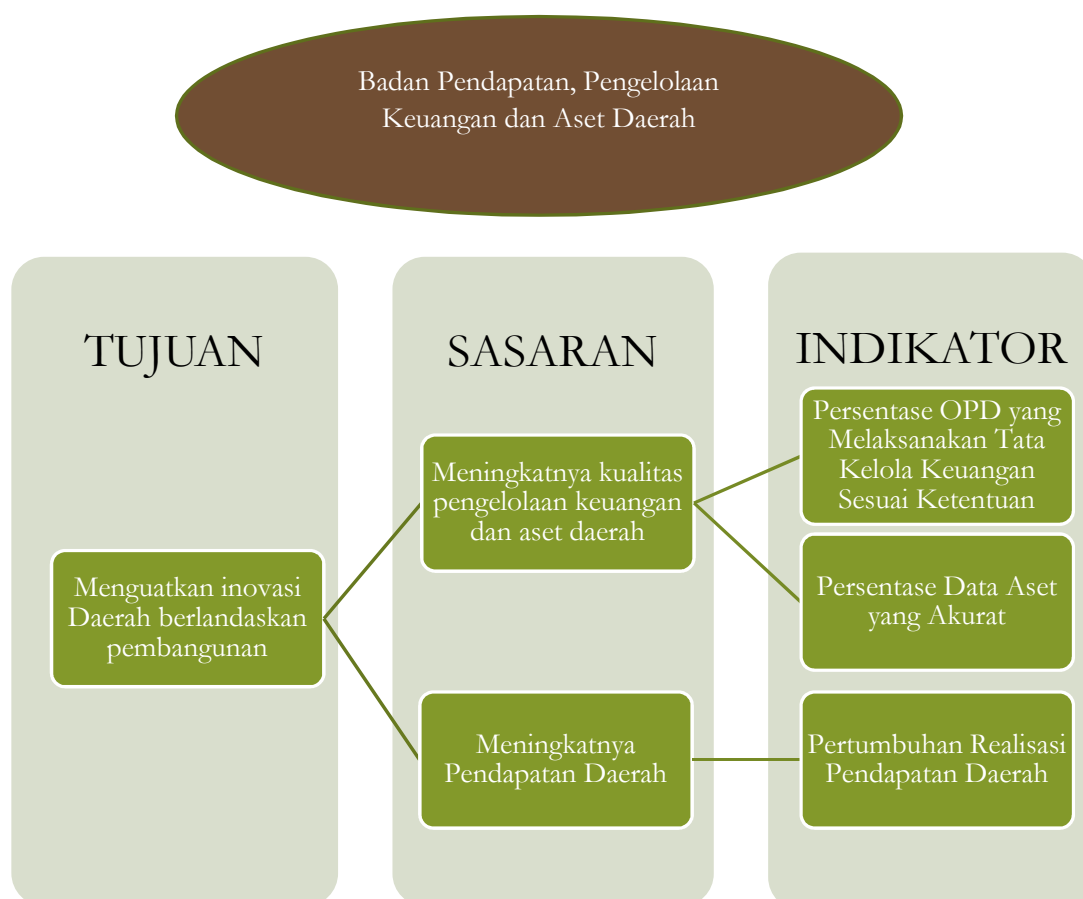 Badan Pendapatan, Pengelolaan
Keuangan dan Aset Daerah
TUJUAN
Menguatkan inovasi
Daerah berlandaskan
pembangunan
SASARAN
Meningkatnya kualitas
pengelolaan keuangan
dan aset daerah
Meningkatnya
Pendapatan Daerah
INDIKATOR
Persentase OPD yang
Melaksanakan Tata
Kelola Keuangan
Sesuai Ketentuan
Persentase Data Aset
yang Akurat
Pertumbuhan Realisasi
Pendapatan Daerah